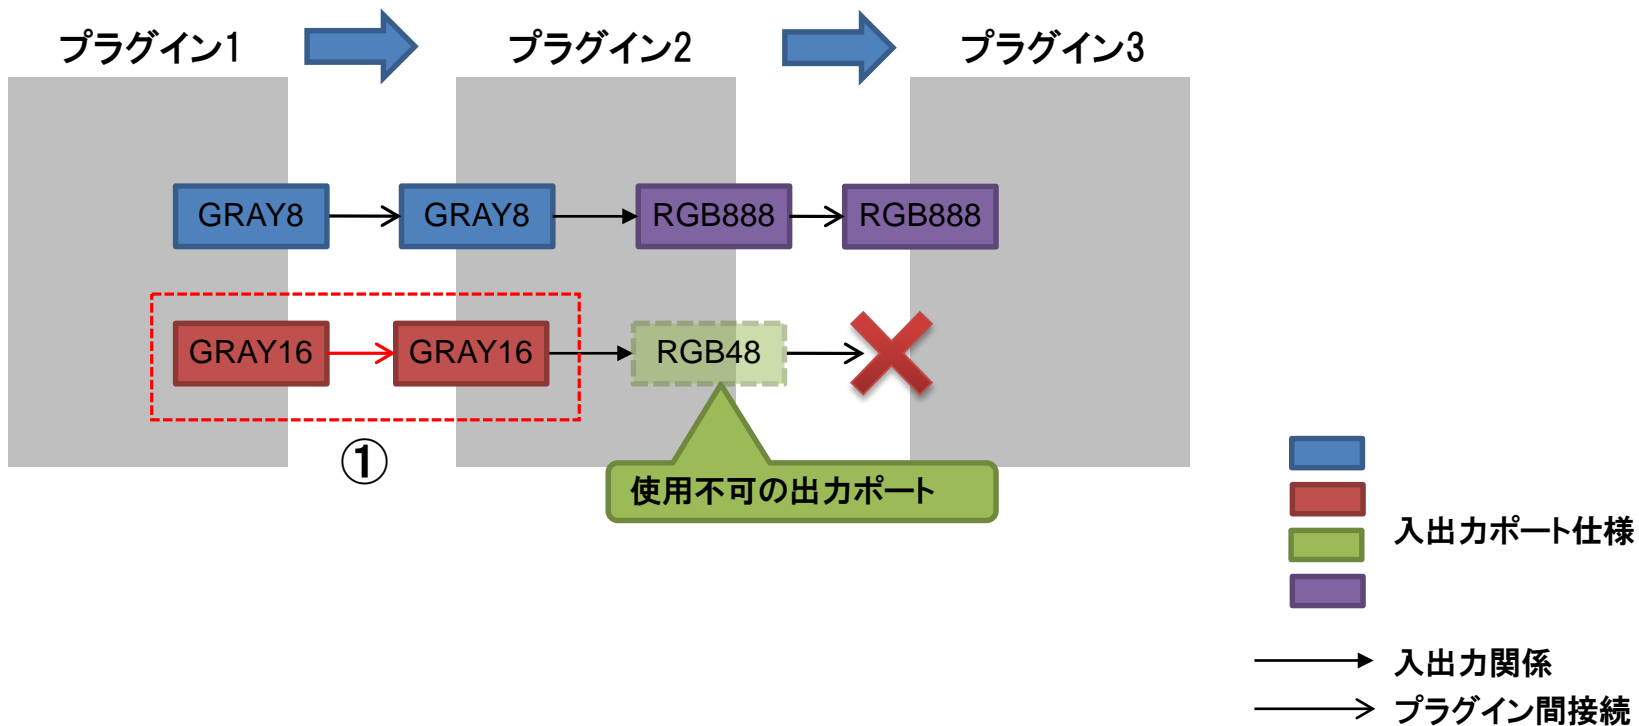 プラグイン1
プラグイン2
プラグイン3
GRAY8
GRAY8
RGB888
RGB888
GRAY16
GRAY16
RGB48
①
使用不可の出力ポート
入出力ポート仕様
入出力関係
プラグイン間接続